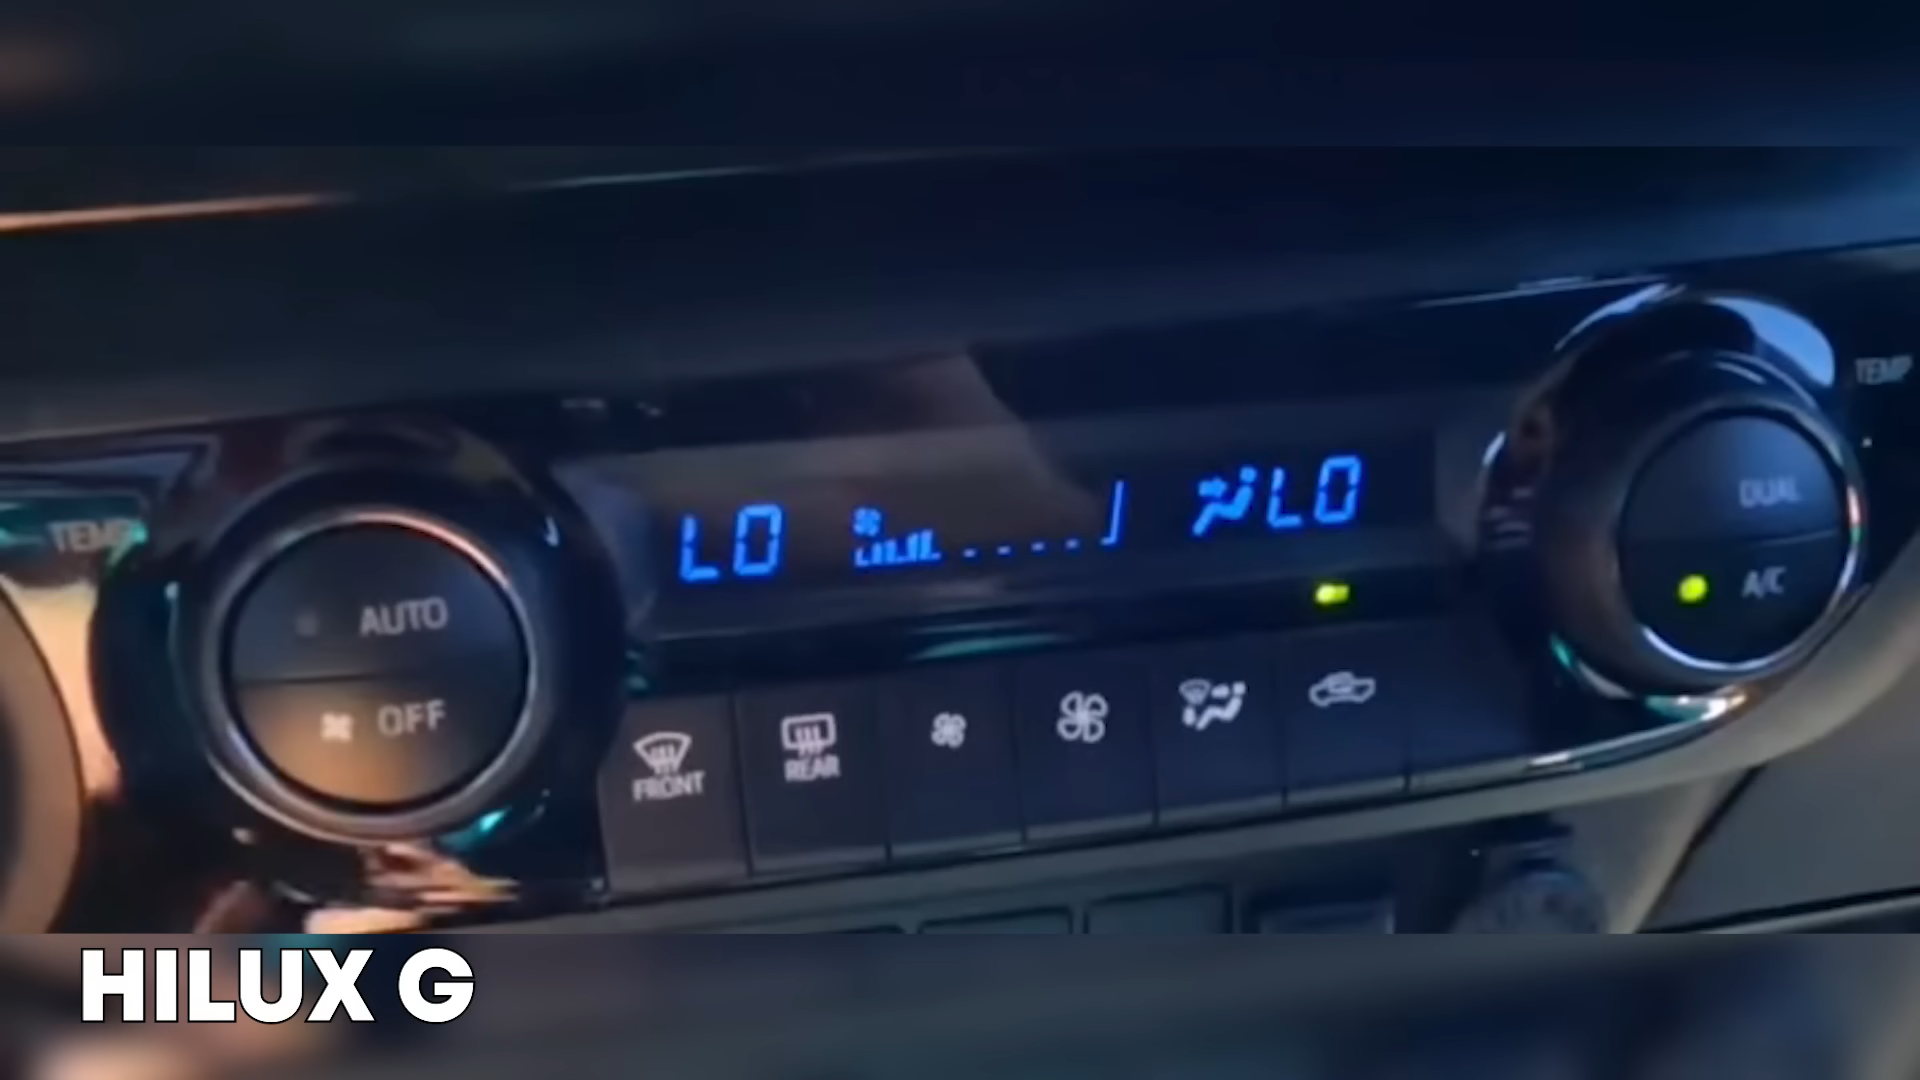 TEMP
LO
LO
TEMP
AUTO
OFF
DUAL
A/C
FRONT
REAR
HILUX G